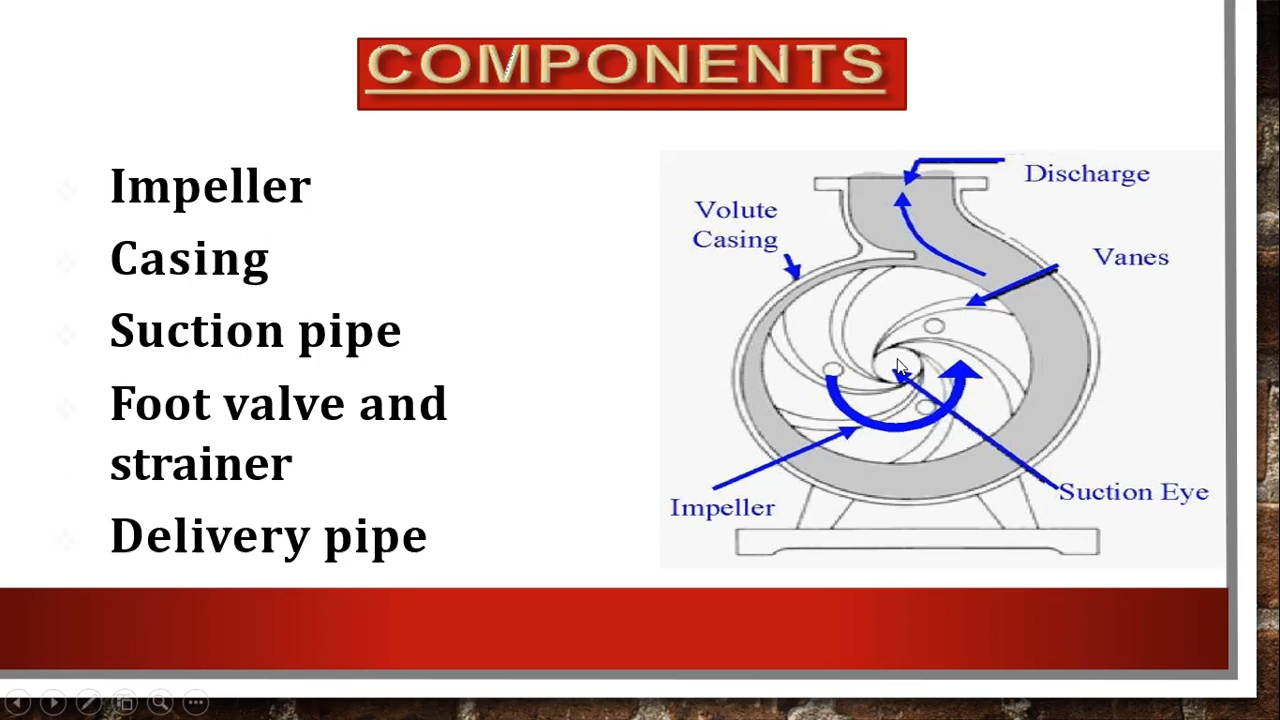 COMPONENTS
Impeller
Casing
Suction pipe
Foot valve and
strainer
Delivery pipe
Discharge
Volute
Casing
Vanes
Impeller
Suction Eye